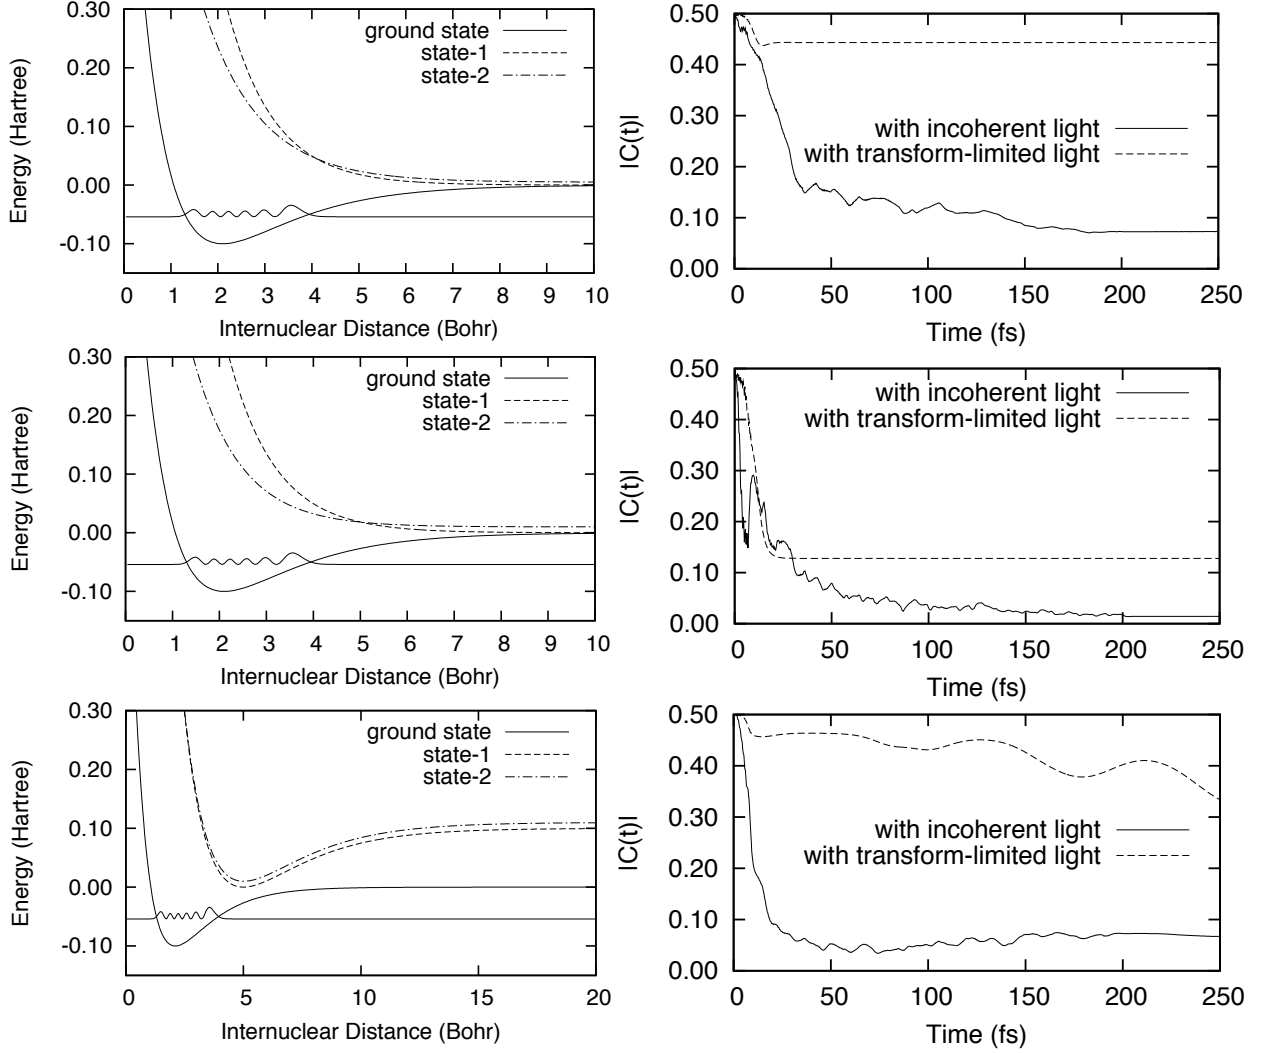 0.30
0.20
0.10
0.00
-0.10
Energy (Hartree)
ground state
state-1
state-2
0 1 2 3 4 5 6 7 8 9 10
Internuclear Distance (Bohr)
0.50
0.40
0.30
0.20
0.10
0.00
|C(t)|
with incoherent light
with transform-limited light
0 50 100 150 200 250
Time (fs)
0.30
0.20
0.10
0.00
-0.10
Energy (Hartree)
ground state
state-1
state-2
0 1 2 3 4 5 6 7 8 9 10
Internuclear Distance (Bohr)
0.50
0.40
0.30
0.20
0.10
0.00
|C(t)|
with incoherent light
with transform-limited light
0 50 100 150 200 250
Time (fs)
0.30
0.20
0.10
0.00
-0.10
Energy (Hartree)
ground state
state-1
state-2
0 5 10 15 20
Internuclear Distance (Bohr)
0.50
0.40
0.30
0.20
0.10
0.00
|C(t)|
with incoherent light
with transform-limited light
0 50 100 150 200 250
Time (fs)